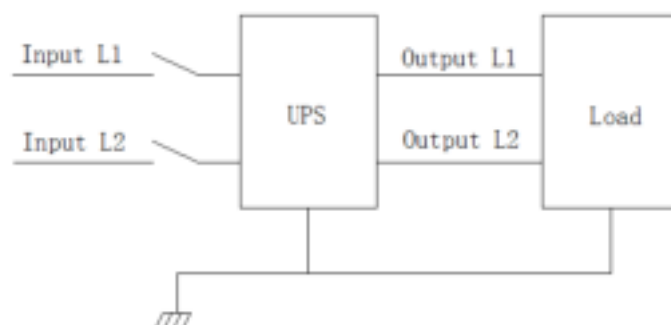 Input L1
Output L1
UPS
Load
Input L2
Output L2